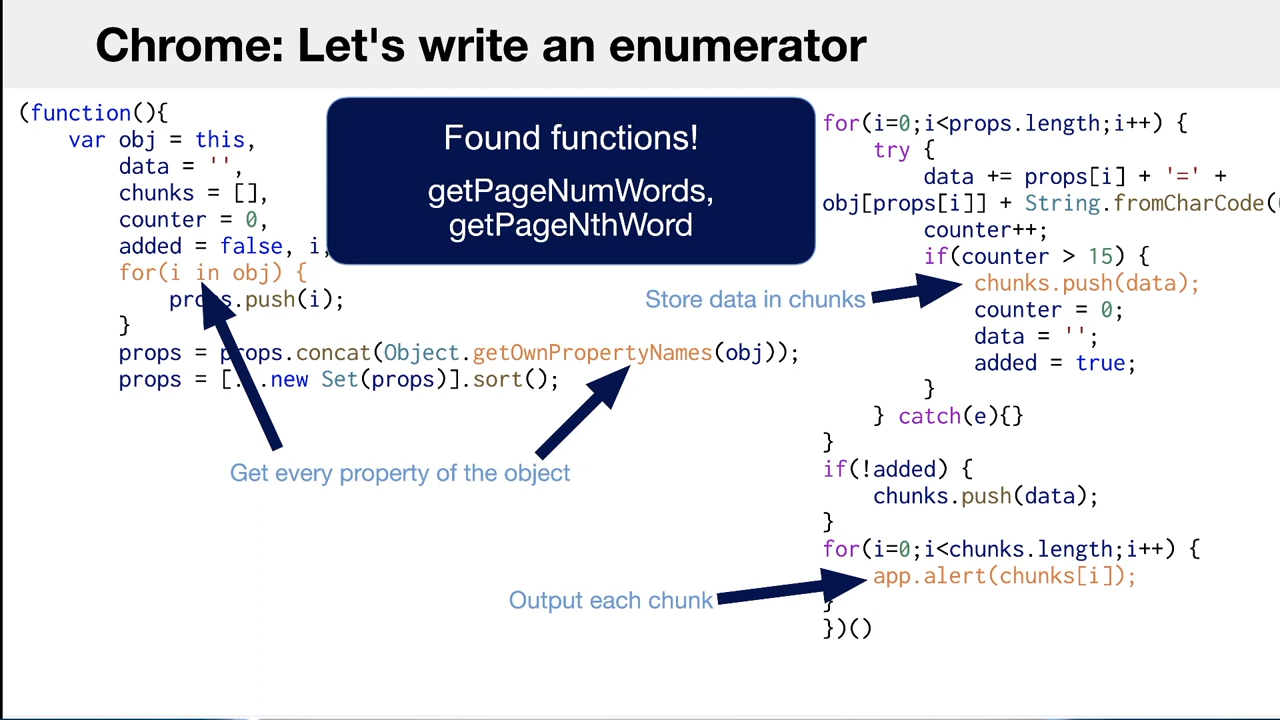 Chrome: Let's write an enumerator
(function(){
var obj = this,
data = '',
chunks = [],
counter = 0,
added = false, i,
for(i in obj) {
props.push(i);
}
props = props.concat(Object.getOwnPropertyNames(obj));
props = [...new Set(props)].sort();
Get every property of the object
Found functions!
getPageNumWords,
getPageNthWord
for(i=0;i<props.length;i++) {
try {
data += props[i] + '=' +
obj[props[i]] + String.fromCharCode(
counter++;
if(counter > 15) {
chunks.push(data);
counter = 0;
data = '';
added = true;
}
} catch(e){}
}
if(!added) {
chunks.push(data);
}
for(i=0;i<chunks.length;i++) {
app.alert(chunks[i]);
}
})()
Store data in chunks
Output each chunk